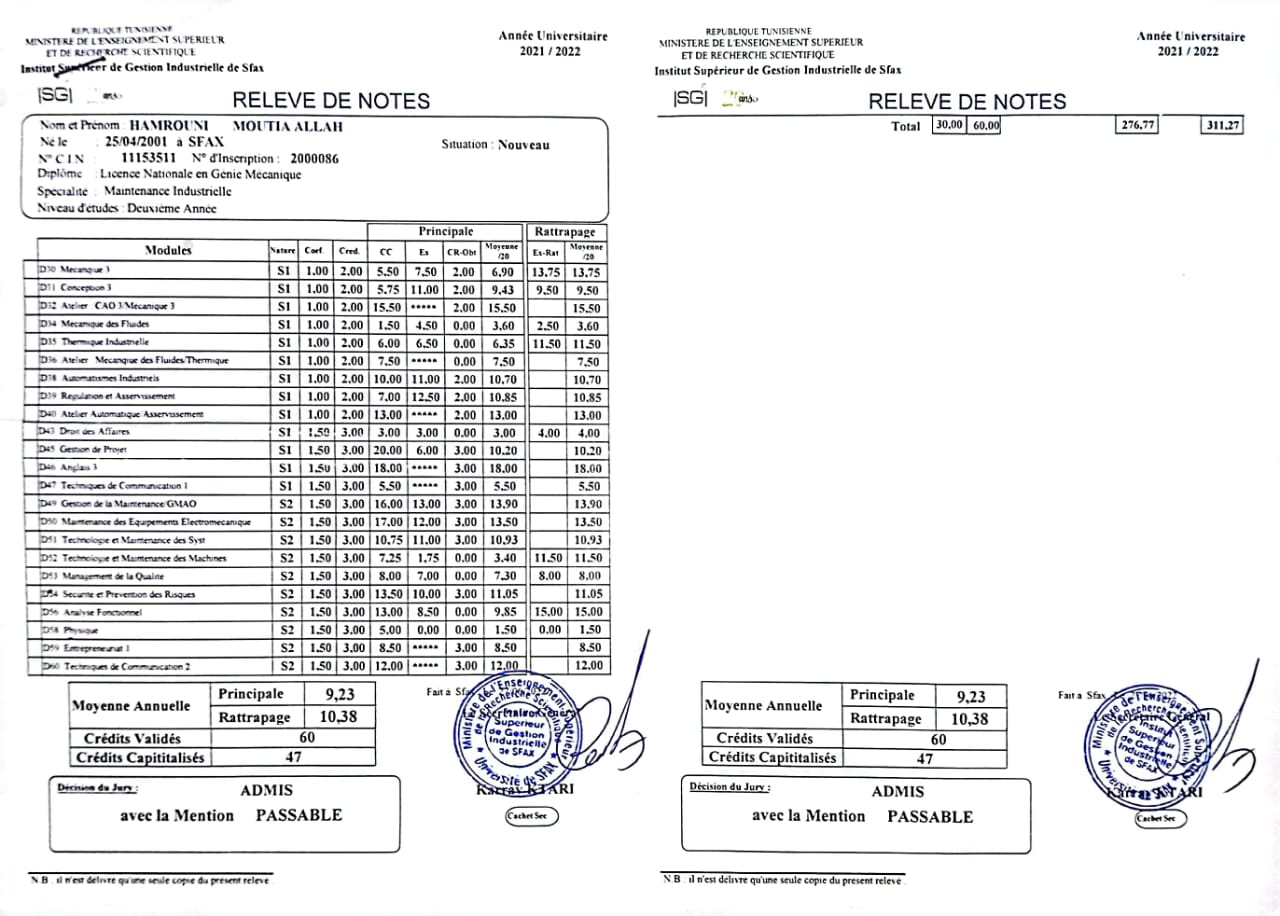 REPUBLIQUE TUNISIENNE
MINISTERE DE L'ENSEIGNEMENT SUPERIEUR
ET DE RECHERCHE SCIENTIFIQUE
Institut Supérieur de Gestion Industrielle de Sfax
Année Universitaire
2021 / 2022
ISGI ans
RELEVE DE NOTES
Nom et Prénom : HAMROUNI MOUTIA ALLAH
Né le : 25/04/2001 à SFAX
Situation : Nouveau
N° C I N : 11153511 N° d'Inscription : 2000086
Diplôme : Licence Nationale en Génie Mécanique
Spécialité : Maintenance Industrielle
Niveau d'études : Deuxième Année
Principale Rattrapage
Modules Nature Coef. Cred. CC Ex CR-Obt Moyenne /20 Ex-Rat Moyenne /20
D30 Mecanique 3 S1 1.00 2,00 5.50 7.50 2.00 6,90 13,75 13,75
D31 Conception 3 S1 1.00 2,00 5.75 11,00 2.00 9,43 9,50 9,50
D32 Atelier CAO 3/Mecanique 3 S1 1.00 2,00 15.50 ***** 2.00 15.50 15.50
D34 Mecanique des Fluides S1 1.00 2,00 1.50 4.50 0.00 3,60 2,50 3,60
D35 Thermique Industrielle S1 1.00 2,00 6.00 6.50 0.00 6,35 11,50 11,50
D36 Atelier Mecanique des Fluides/Thermique S1 1.00 2,00 7.50 ***** 0.00 7.50 7.50
D38 Automatismes Industriels S1 1.00 2,00 10.00 11,00 2.00 10,70 10,70
D39 Regulation et Asservissement S1 1.00 2,00 7.00 12.50 2.00 10,85 10,85
D40 Atelier Automatique/Asservissement S1 1.00 2,00 13.00 ***** 2.00 13.00 13.00
D43 Droit des Affaires S1 1.50 3.00 3.00 3.00 0.00 3.00 4.00 4.00
D45 Gestion de Projet S1 1.50 3.00 20.00 6.00 3.00 10.20 10.20
D46 Anglais 3 S1 1.50 3.00 18.00 ***** 3.00 18.00 18.00
D47 Techniques de Communication 1 S1 1.50 3.00 5.50 ***** 3.00 5.50 5.50
D49 Gestion de la Maintenance/GMAO S2 1.50 3.00 16.00 13.00 3.00 13.90 13.90
D50 Maintenance des Equipements Electromecanique S2 1.50 3.00 17.00 12.00 3.00 13.50 13.50
D51 Technologie et Maintenance des Syst S2 1.50 3.00 10.75 11.00 3.00 10.93 10.93
D52 Technologie et Maintenance des Machines S2 1.50 3.00 7.25 1.75 0.00 3.40 11.50 11.50
D53 Management de la Qualite S2 1.50 3.00 8.00 7.00 0.00 7.30 8.00 8.00
D54 Securite et Prevention des Risques S2 1.50 3.00 13.50 10.00 3.00 11.05 11.05
D56 Analyse Fonctionnel S2 1.50 3.00 13.00 8.50 0.00 9.85 15.00 15.00
D58 Physique S2 1.50 3.00 5.00 0.00 0.00 1.50 0.00 1.50
D59 Entrepreneuriat 1 S2 1.50 3.00 8.50 ***** 3.00 8.50 8.50
D60 Techniques de Communication 2 S2 1.50 3.00 12.00 ***** 3.00 12.00 12.00
Moyenne Annuelle Principale 9,23
Rattrapage 10,38
Crédits Validés 60
Crédits Capititalisés 47
Fait à Sfax
Ministère de l'Enseignement Supérieur
de la Recherche Scientifique
Institut
Superieur
de Gestion
Industrielle
de SFAX
Université de SFAX
Karray KTARI
Cachet Sec
Décision du Jury : ADMIS
avec la Mention PASSABLE
N.B : il n'est délivré qu'une seule copie du présent relevé
REPUBLIQUE TUNISIENNE
MINISTERE DE L'ENSEIGNEMENT SUPERIEUR
ET DE RECHERCHE SCIENTIFIQUE
Institut Supérieur de Gestion Industrielle de Sfax
Année Universitaire
2021 / 2022
ISGI ans
RELEVE DE NOTES
Total 30,00 60,00 276,77 311,27
Moyenne Annuelle Principale 9,23
Rattrapage 10,38
Crédits Validés 60
Crédits Capititalisés 47
Fait à Sfax
Secrétaire Général
Ministère de l'Enseignement Supérieur
de la Recherche Scientifique
Institut
Superieur
de Gestion
Industrielle
de SFAX
Université de SFAX
Karray KTARI
Cachet Sec
Décision du Jury : ADMIS
avec la Mention PASSABLE
N.B : il n'est délivré qu'une seule copie du présent relevé